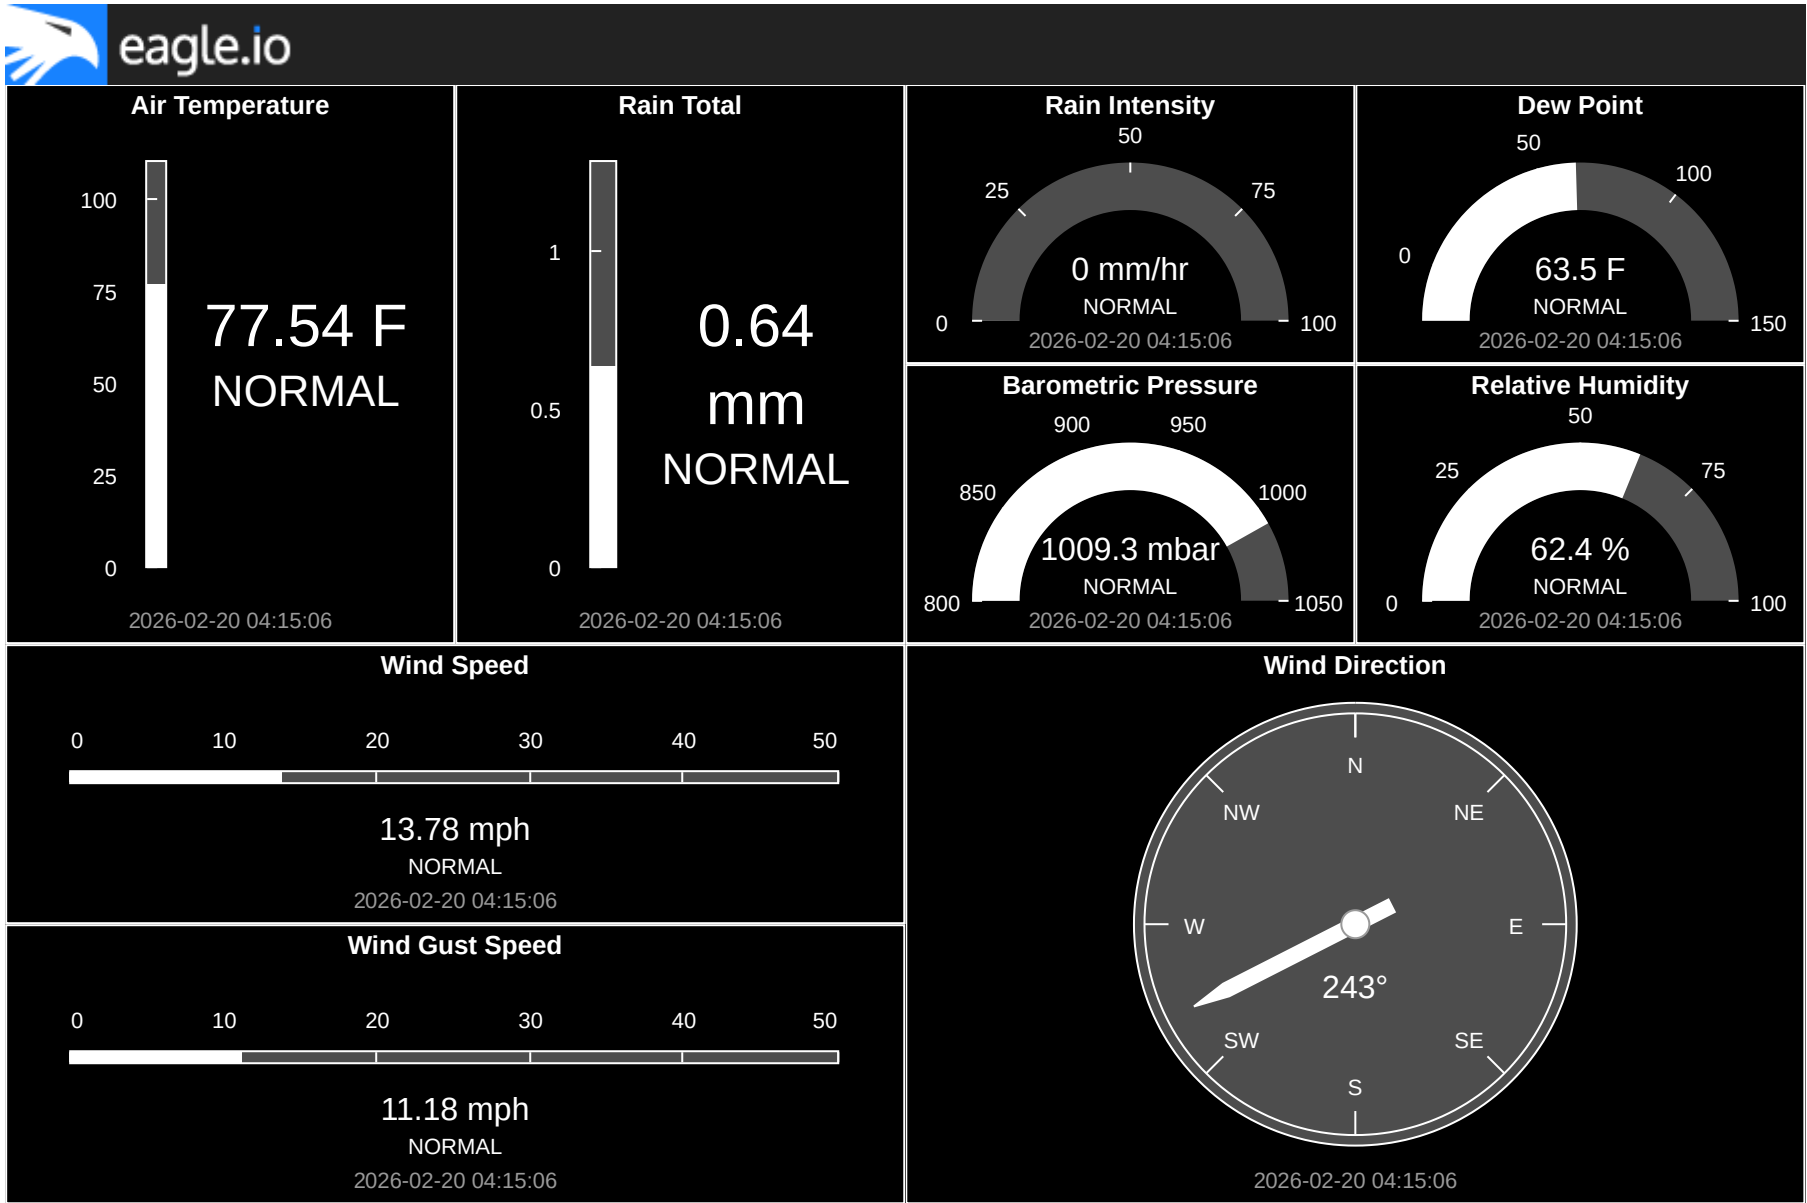 eagle.io
Air Temperature
100
75
50
25
0
77.54 F
NORMAL
2026-02-20 04:15:06
Rain Total
1
0.5
0
0.64
mm
NORMAL
2026-02-20 04:15:06
Rain Intensity
50
25
75
0
100
0 mm/hr
NORMAL
2026-02-20 04:15:06
Dew Point
50
100
0
150
63.5 F
NORMAL
2026-02-20 04:15:06
Barometric Pressure
900
950
850
1000
800
1050
1009.3 mbar
NORMAL
2026-02-20 04:15:06
Relative Humidity
50
25
75
0
100
62.4 %
NORMAL
2026-02-20 04:15:06
Wind Speed
0 10 20 30 40 50
13.78 mph
NORMAL
2026-02-20 04:15:06
Wind Gust Speed
0 10 20 30 40 50
11.18 mph
NORMAL
2026-02-20 04:15:06
Wind Direction
N
NW
NE
W
E
243°
SW
SE
S
2026-02-20 04:15:06